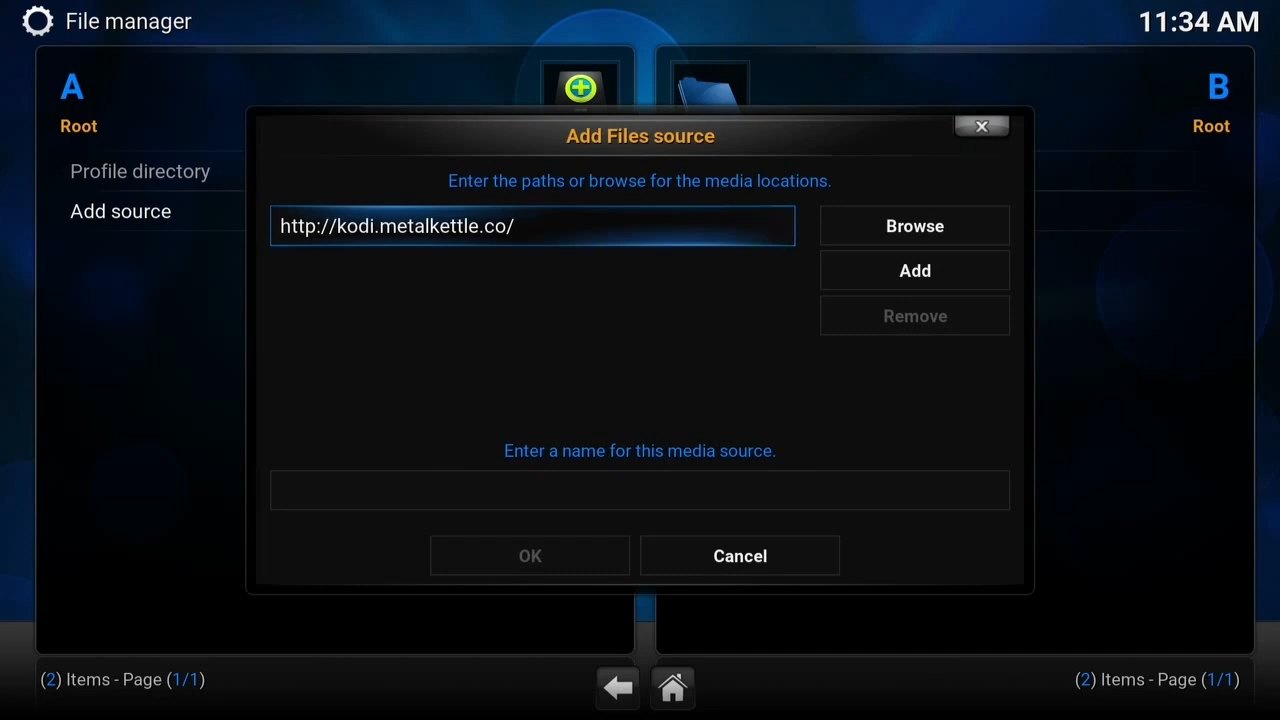 File manager
11:34 AM
A
B
Root
Root
Profile directory
Add source
Add Files source
Enter the paths or browse for the media locations.
http://kodi.metalkettle.co/
Browse
Add
Remove
Enter a name for this media source.
OK
Cancel
(2) Items - Page (1/1)
(2) Items - Page (1/1)